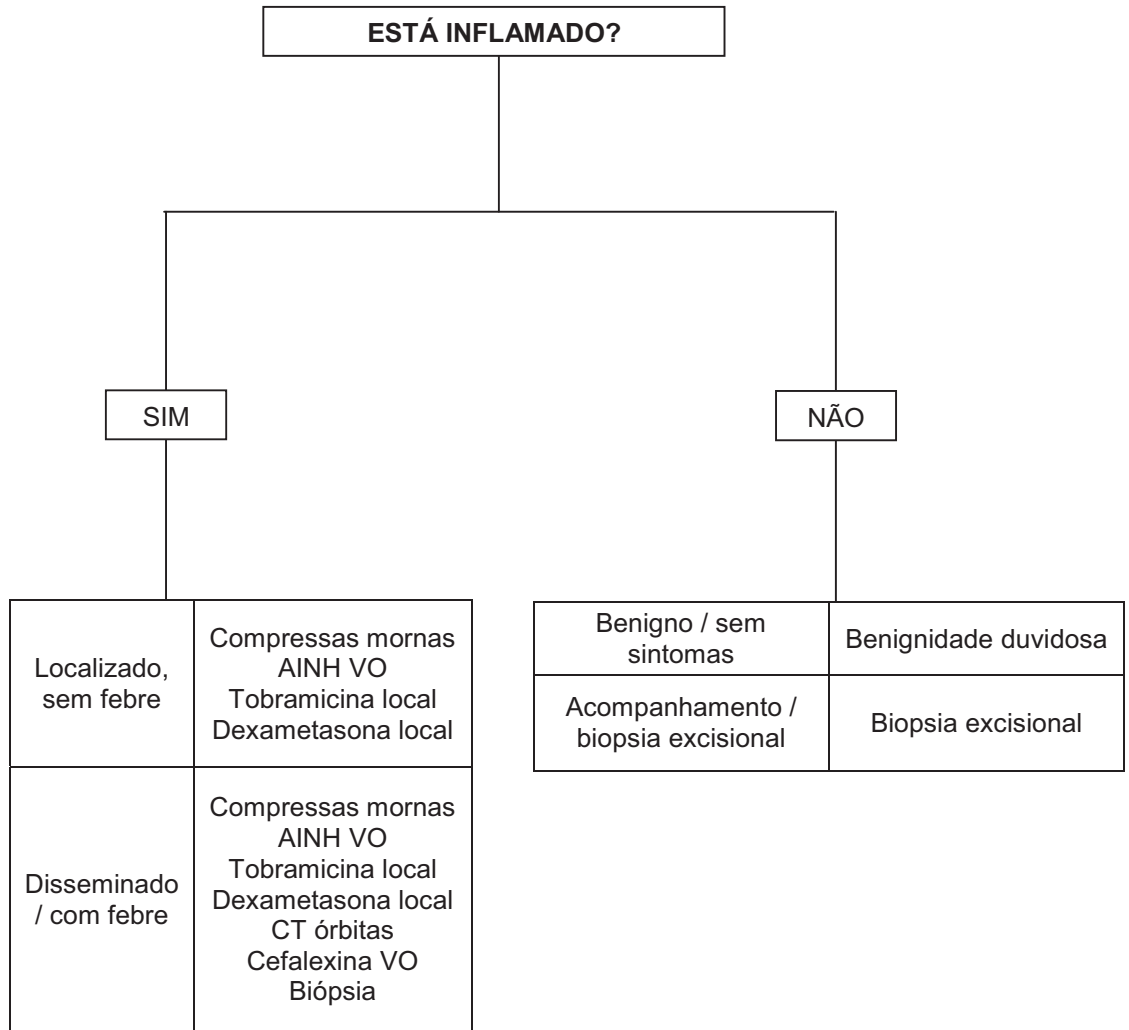 ESTÁ INFLAMADO?
SIM
NÃO
Localizado,
sem febre
Compressas mornas
AINH VO
Tobramicina local
Dexametasona local
Disseminado
/ com febre
Compressas mornas
AINH VO
Tobramicina local
Dexametasona local
CT órbitas
Cefalexina VO
Biópsia
Benigno / sem
sintomas
Benignidade duvidosa
Acompanhamento /
biopsia excisional
Biopsia excisional